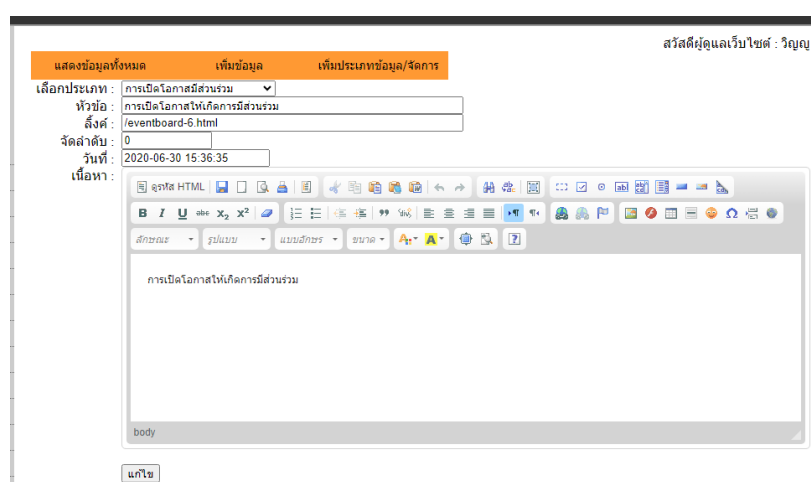 สวัสดีผู้ดูแลเว็บไซต์ : วิญญ
แสดงข้อมูลทั้งหมด เพิ่มข้อมูล เพิ่มประเภทข้อมูล/จัดการ
เลือกประเภท : การเปิดโอกาสมีส่วนร่วม
หัวข้อ : การเปิดโอกาสให้เกิดการมีส่วนร่วม
ลิ้งค์ : /eventboard-6.html
จัดลำดับ : 0
วันที่ : 2020-06-30 15:36:35
เนื้อหา :
ดูรหัส HTML
B I U abc X₂ X²
ลักษณะ รูปแบบ แบบอักษร ขนาด A A ?
การเปิดโอกาสให้เกิดการมีส่วนร่วม
body
แก้ไข